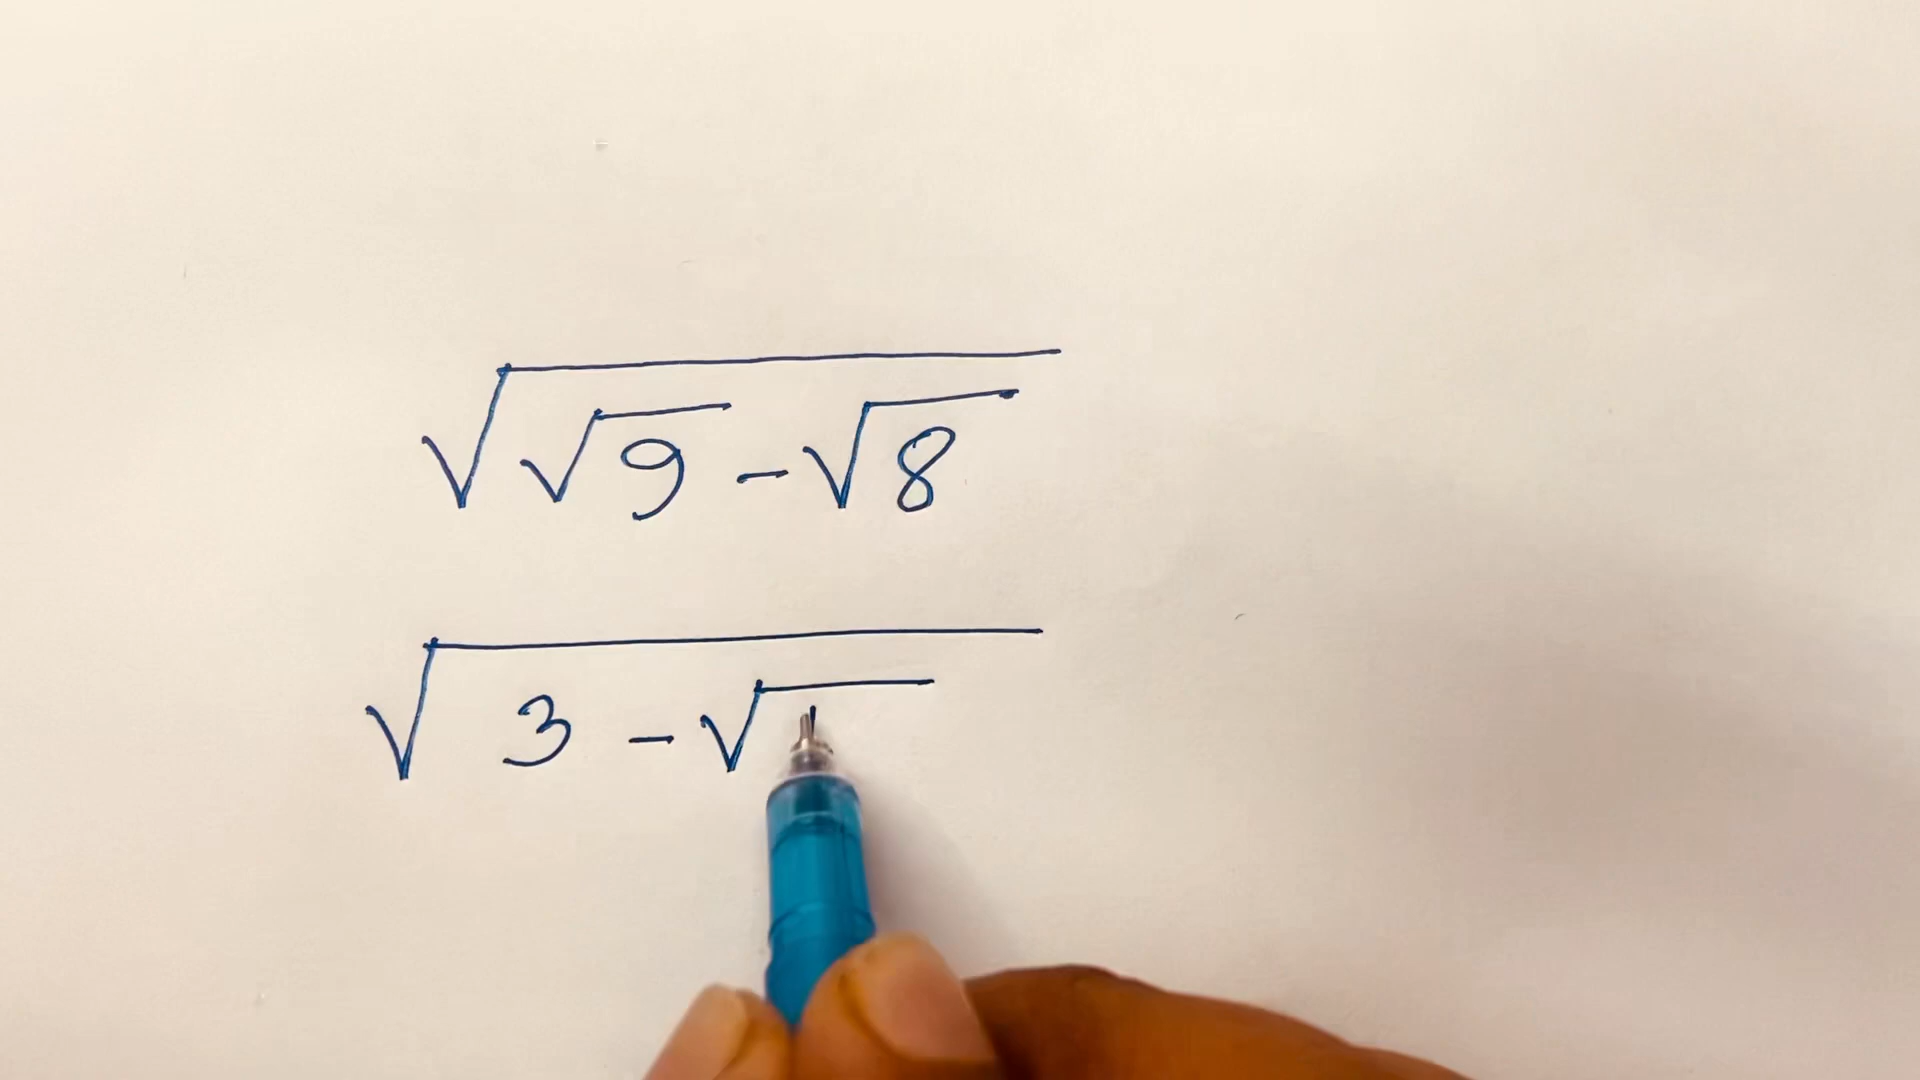 √(√9 - √8)
√(3 - √